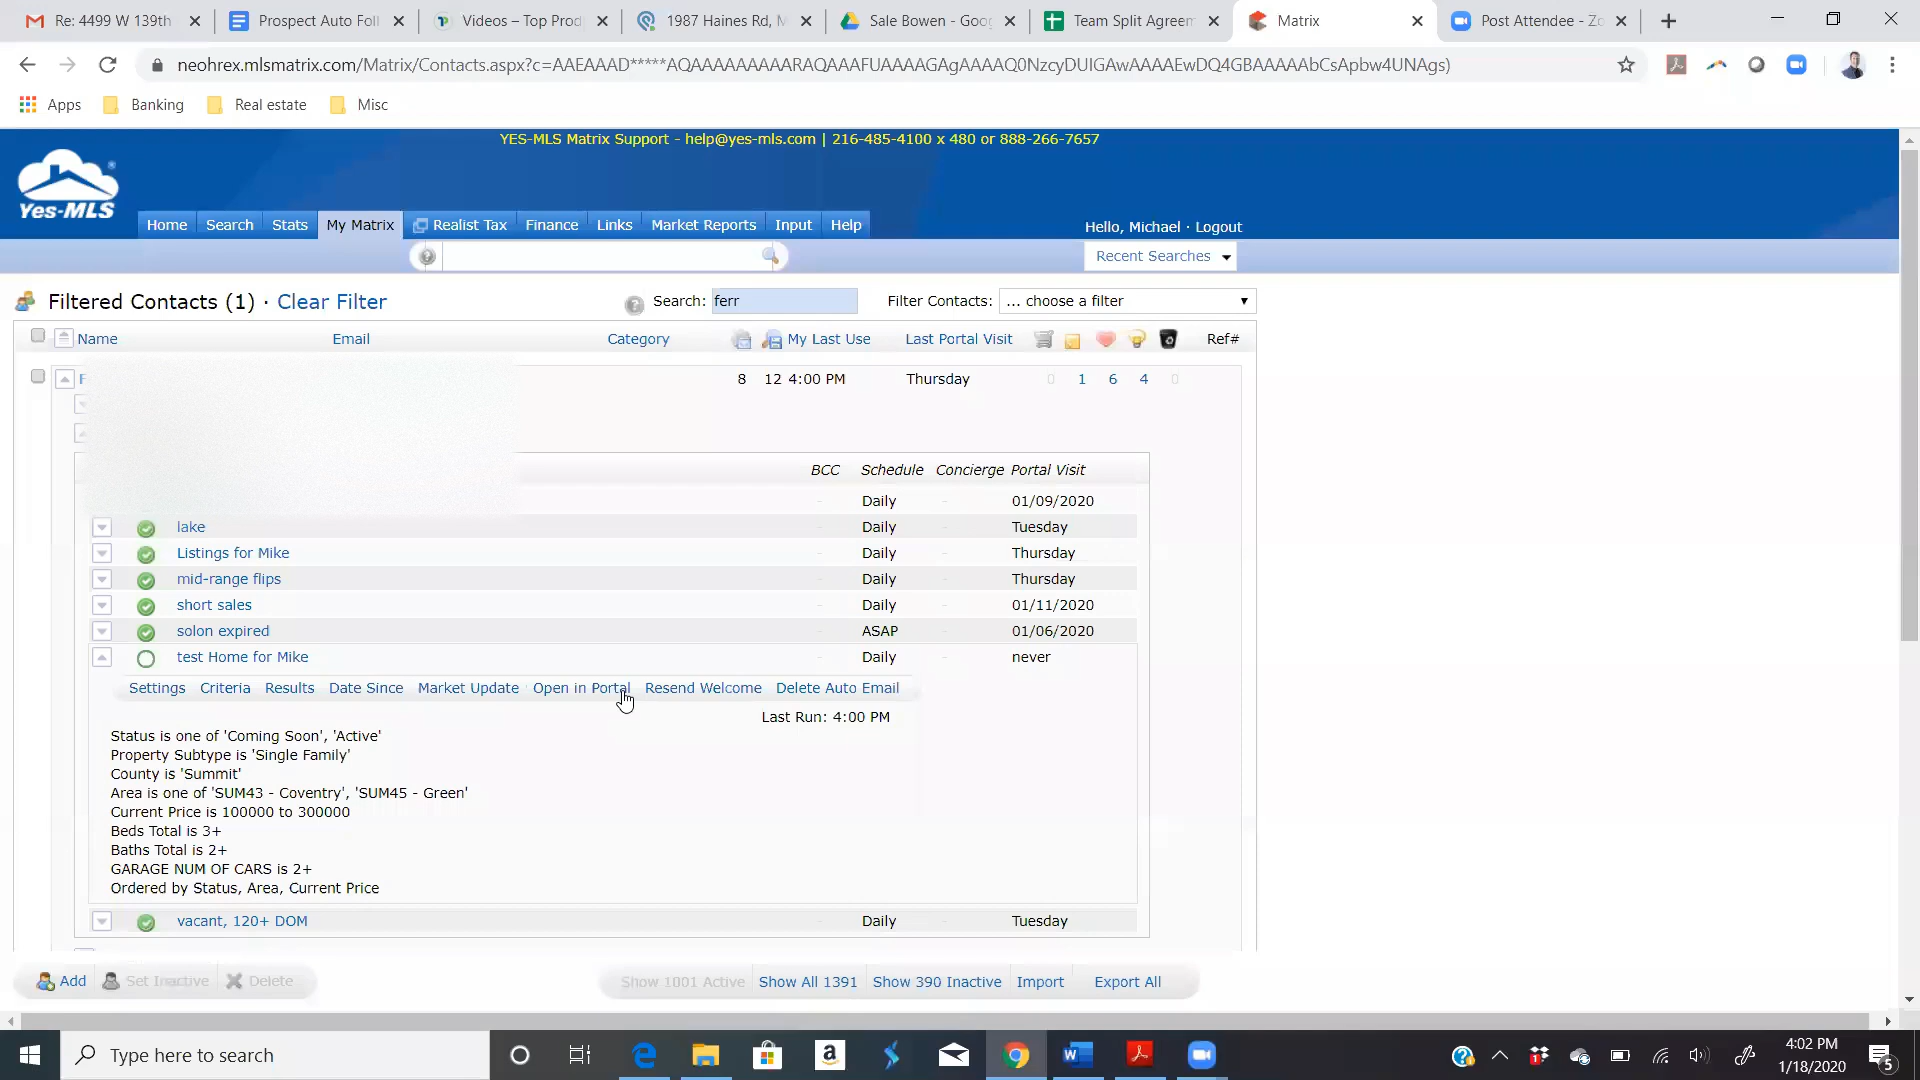 Re: 4499 W 139th
Prospect Auto Foll
Videos – Top Prod
1987 Haines Rd, M
Sale Bowen - Goog
Team Split Agreem
Matrix
Post Attendee - Zo
neohrex.mlsmatrix.com/Matrix/Contacts.aspx?c=AAEAAAD*****AQAAAAAAAAARAQAAAFUAAAAGAgAAAAQ0NzcyDUIGAwAAAAEwDQ4GBAAAAAbCsApbw4UNAgs)
Apps Banking Real estate Misc
YES-MLS Matrix Support - help@yes-mls.com | 216-485-4100 x 480 or 888-266-7657
Yes-MLS
Home Search Stats My Matrix Realist Tax Finance Links Market Reports Input Help
Hello, Michael · Logout
Recent Searches
Filtered Contacts (1) · Clear Filter
Search: ferr
Filter Contacts: ... choose a filter
Name Email Category My Last Use Last Portal Visit Ref#
F 8 12 4:00 PM Thursday 0 1 6 4 0
BCC Schedule Concierge Portal Visit
- Daily - 01/09/2020
lake - Daily - Tuesday
Listings for Mike - Daily - Thursday
mid-range flips - Daily - Thursday
short sales - Daily - 01/11/2020
solon expired - ASAP - 01/06/2020
test Home for Mike - Daily - never
Settings Criteria Results Date Since Market Update Open in Portal Resend Welcome Delete Auto Email
Last Run: 4:00 PM
Status is one of 'Coming Soon', 'Active'
Property Subtype is 'Single Family'
County is 'Summit'
Area is one of 'SUM43 - Coventry', 'SUM45 - Green'
Current Price is 100000 to 300000
Beds Total is 3+
Baths Total is 2+
GARAGE NUM OF CARS is 2+
Ordered by Status, Area, Current Price
vacant, 120+ DOM - Daily - Tuesday
Add Set Inactive Delete
Show 1001 Active Show All 1391 Show 390 Inactive Import Export All
Type here to search
4:02 PM
1/18/2020
5